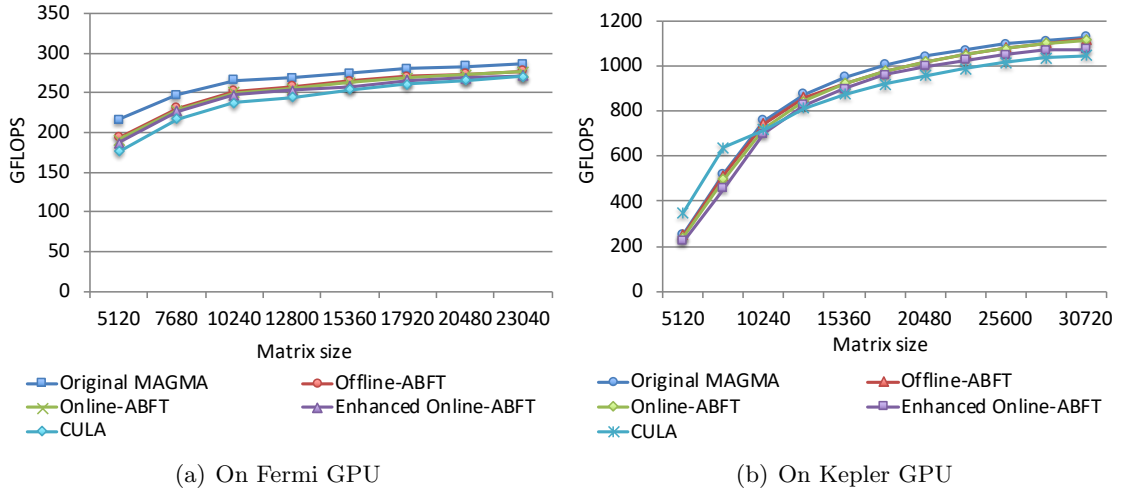 350
300
250
200
150
100
50
0
GFLOPS
5120 7680 10240 12800 15360 17920 20480 23040
Matrix size
Original MAGMA Offline-ABFT
Online-ABFT Enhanced Online-ABFT
CULA
(a) On Fermi GPU
1200
1000
800
600
400
200
0
GFLOPS
5120 10240 15360 20480 25600 30720
Matrix size
Original MAGMA Offline-ABFT
Online-ABFT Enhanced Online-ABFT
CULA
(b) On Kepler GPU